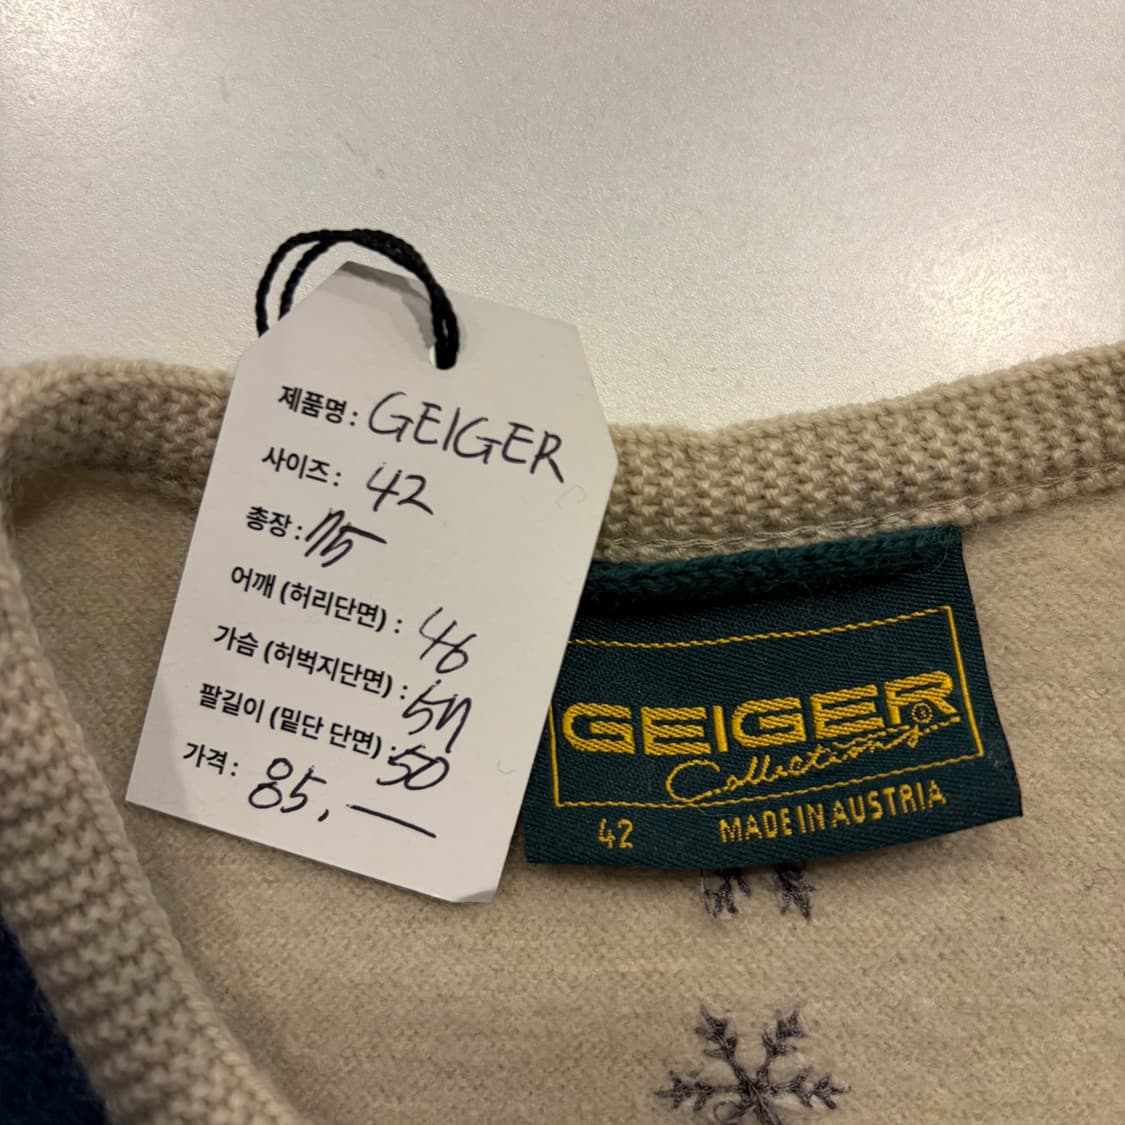 제품명: GEIGER
사이즈: 42
총장: 75
어깨 (허리단면) : 46
가슴 (허벅지단면) : 57
팔길이 (밑단 단면) : 50
가격: 85,—
GEIGER®
Collections
42 MADE IN AUSTRIA